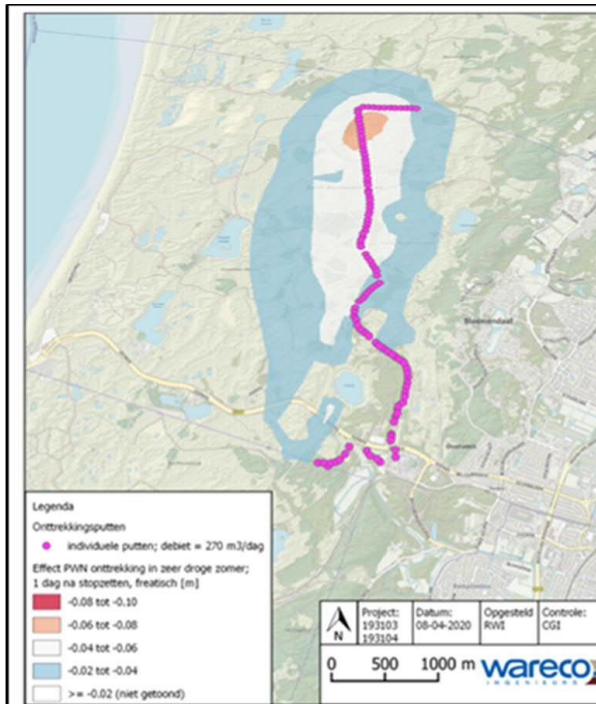 Bloemendaal
Overveen
Legenda
Onttrekkingsputten
individuele putten; debiet = 270 m3/dag
Effect PWN onttrekking in zeer droge zomer;
1 dag na stopzetten, freatisch [m]
-0.08 tot -0.10
-0.06 tot -0.08
-0.04 tot -0.06
-0.02 tot -0.04
>= -0.02 (niet getoond)
N
Project:
193103
193104
Datum:
08-04-2020
Opgesteld
RWI
Controle:
CGI
0 500 1000 m
wareco
INGENIEURS